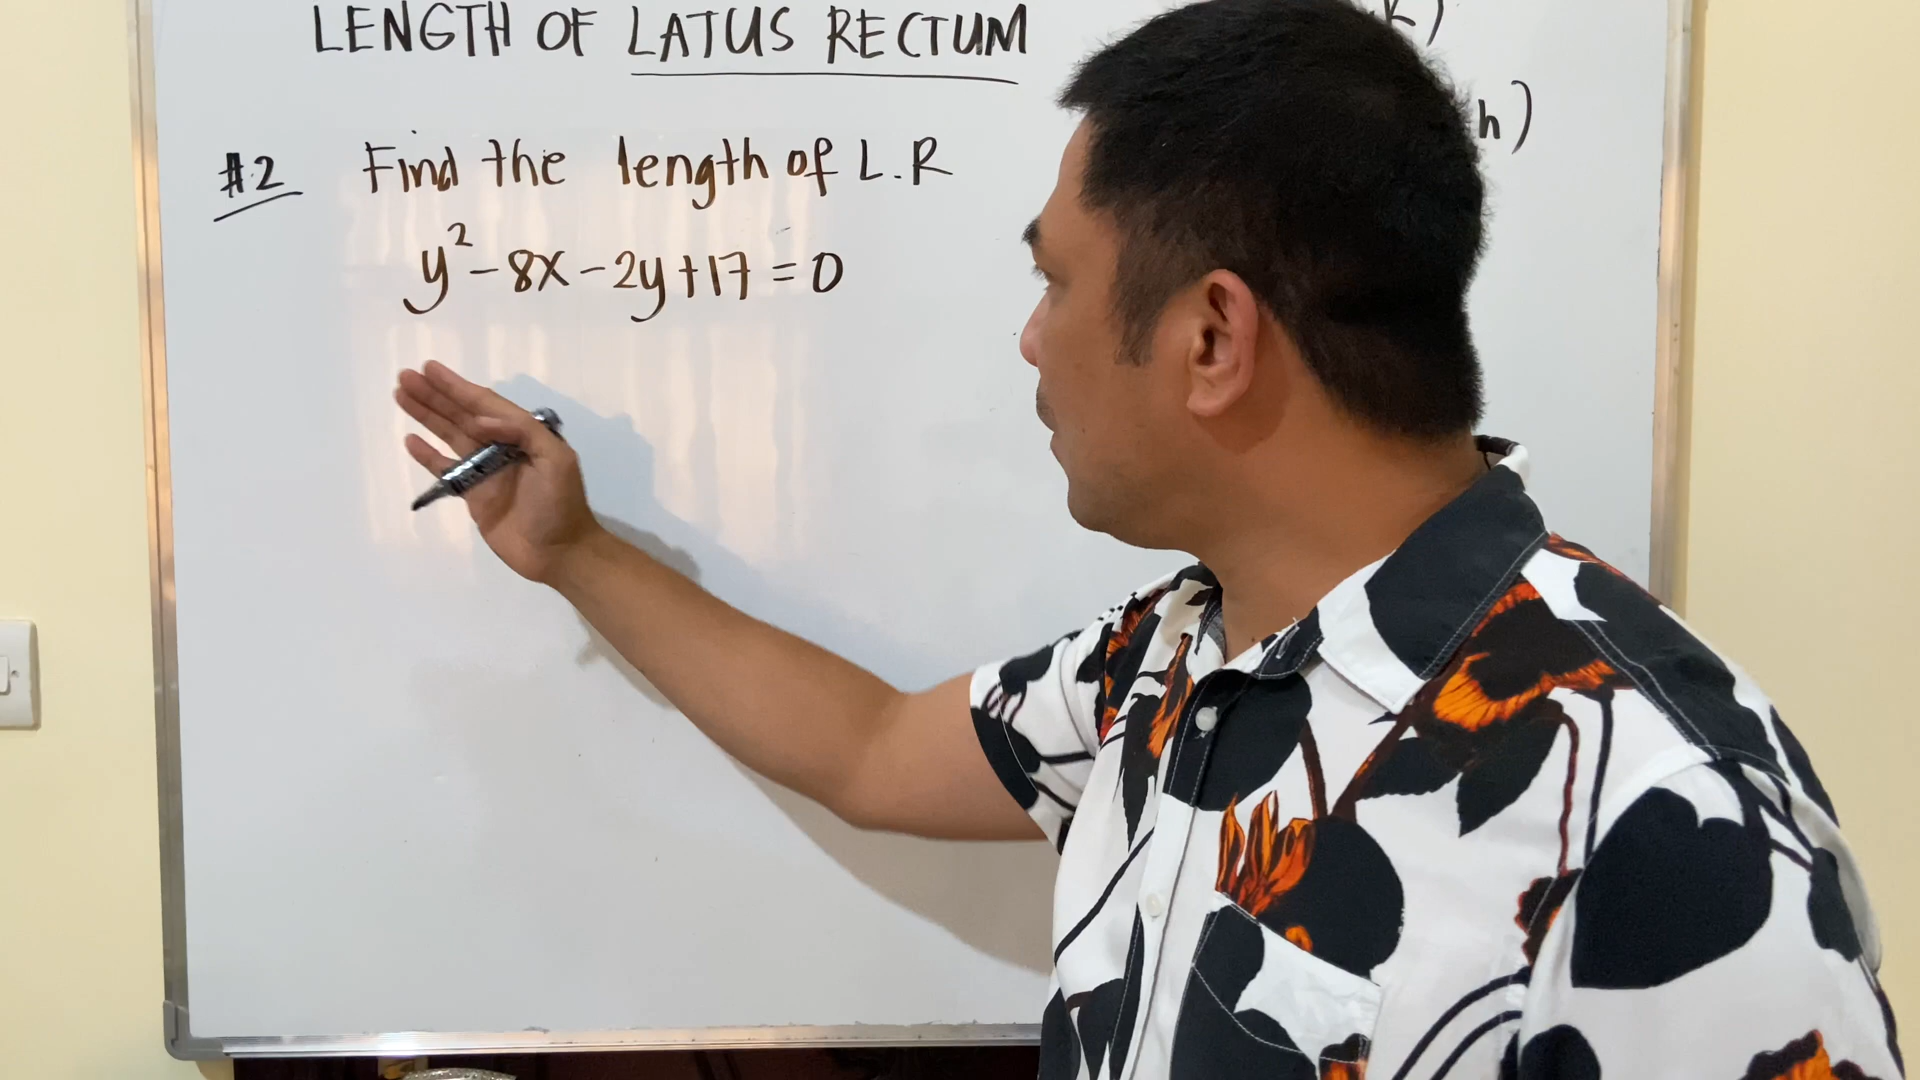 LENGTH OF LATUS RECTUM
#2 Find the length of L.R
y² - 8x - 2y + 17 = 0
k)
h)